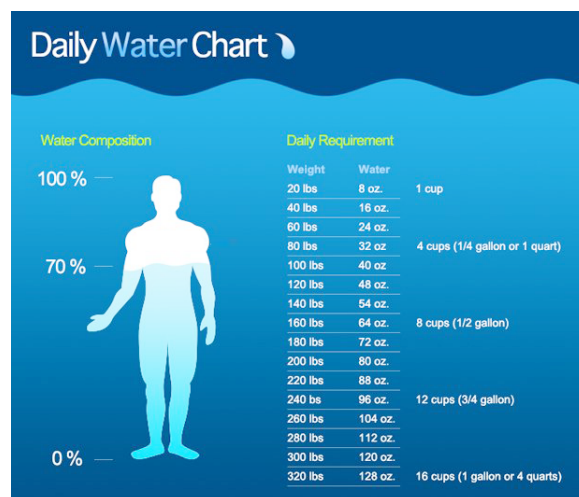 Daily Water Chart
Water Composition
100 %
70 %
0 %
Daily Requirement
Weight Water
20 lbs 8 oz. 1 cup
40 lbs 16 oz.
60 lbs 24 oz.
80 lbs 32 oz 4 cups (1/4 gallon or 1 quart)
100 lbs 40 oz
120 lbs 48 oz.
140 lbs 54 oz.
160 lbs 64 oz. 8 cups (1/2 gallon)
180 lbs 72 oz.
200 lbs 80 oz.
220 lbs 88 oz.
240 bs 96 oz. 12 cups (3/4 gallon)
260 lbs 104 oz.
280 lbs 112 oz.
300 lbs 120 oz.
320 lbs 128 oz. 16 cups (1 gallon or 4 quarts)